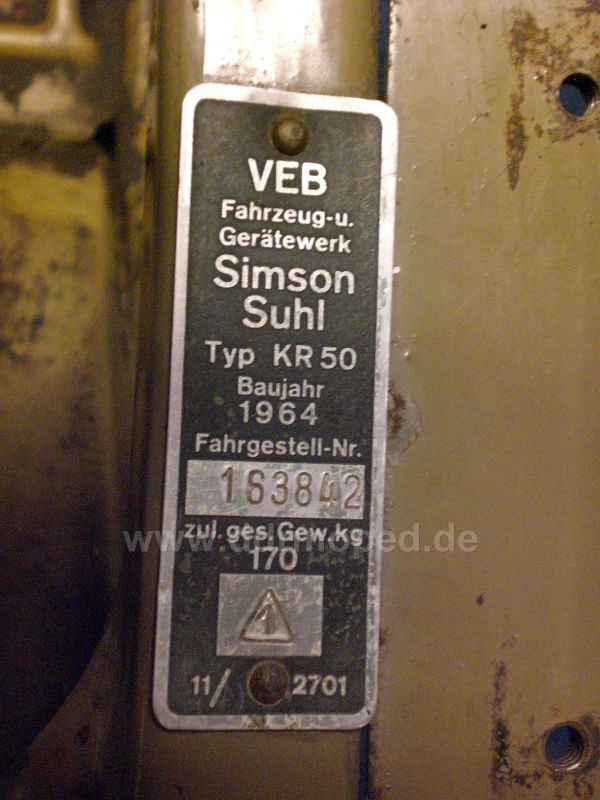 VEB
Fahrzeug-u.
Gerätewerk
Simson
Suhl
Typ KR 50
Baujahr
1964
Fahrgestell-Nr.
163842
zul. ges. Gew. kg
170
1
11/ 2701